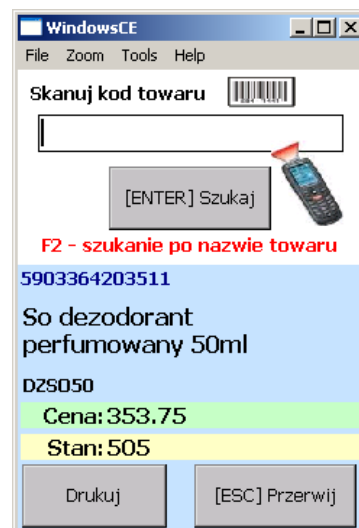 WindowsCE
File Zoom Tools Help
Skanuj kod towaru
[ENTER] Szukaj
F2 - szukanie po nazwie towaru
5903364203511
So dezodorant
perfumowany 50ml
DZSO50
Cena: 353.75
Stan: 505
Drukuj [ESC] Przerwij